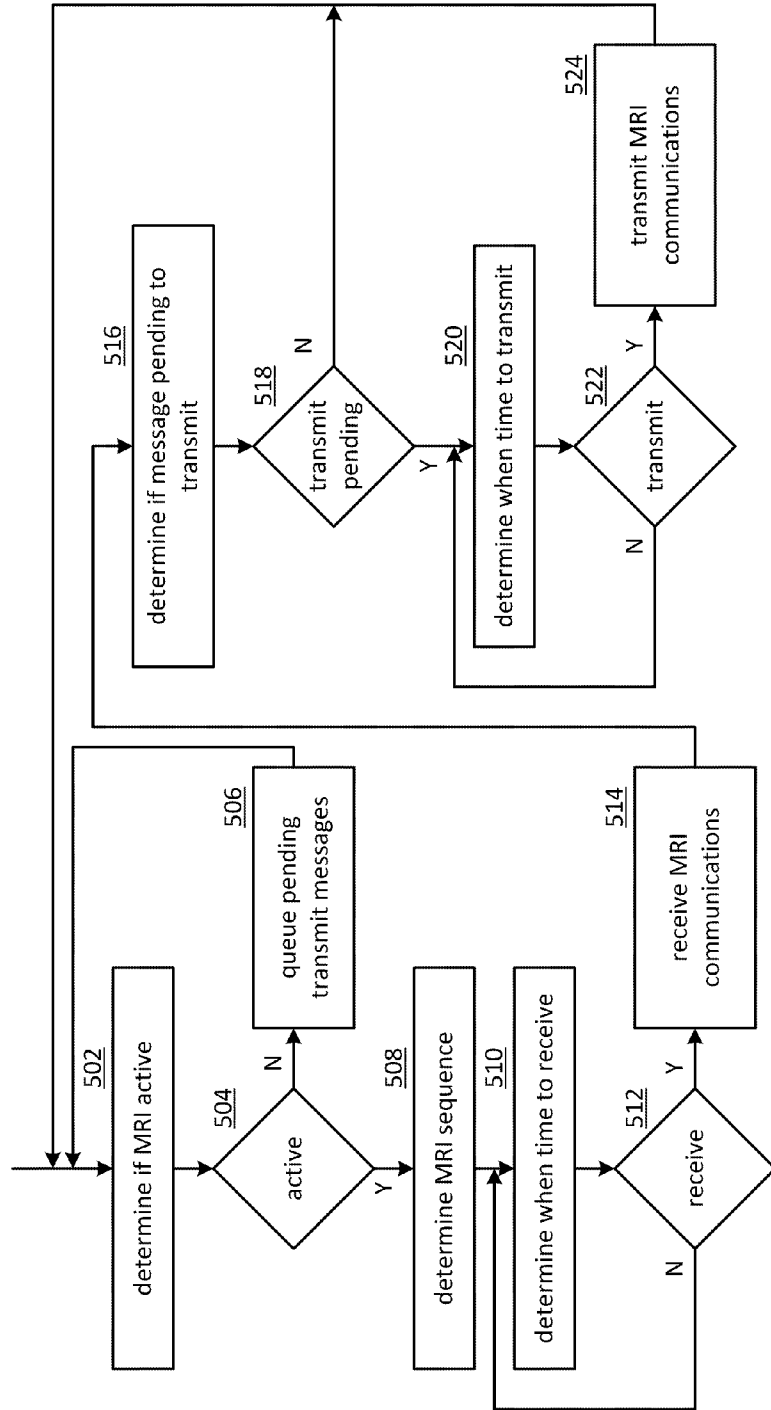 502
determine if MRI active
504
active
N
Y
506
queue pending
transmit messages
508
determine MRI sequence
510
determine when time to receive
512
receive
N
Y
514
receive MRI
communications
516
determine if message pending to
transmit
518
transmit
pending
N
Y
520
determine when time to transmit
522
transmit
N
Y
524
transmit MRI
communications